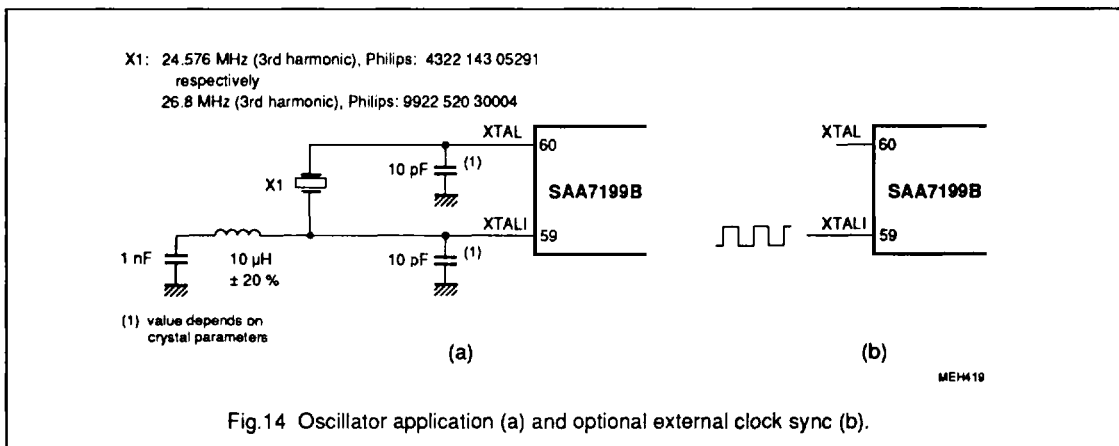 X1: 24.576 MHz (3rd harmonic), Philips: 4322 143 05291
respectively
26.8 MHz (3rd harmonic), Philips: 9922 520 30004
XTAL
60
10 pF
(1)
X1
SAA7199B
XTALI
59
1 nF
10 µH
± 20 %
10 pF
(1)
(1) value depends on
crystal parameters
(a)
XTAL
60
SAA7199B
XTALI
59
(b)
MEH419
Fig.14 Oscillator application (a) and optional external clock sync (b).